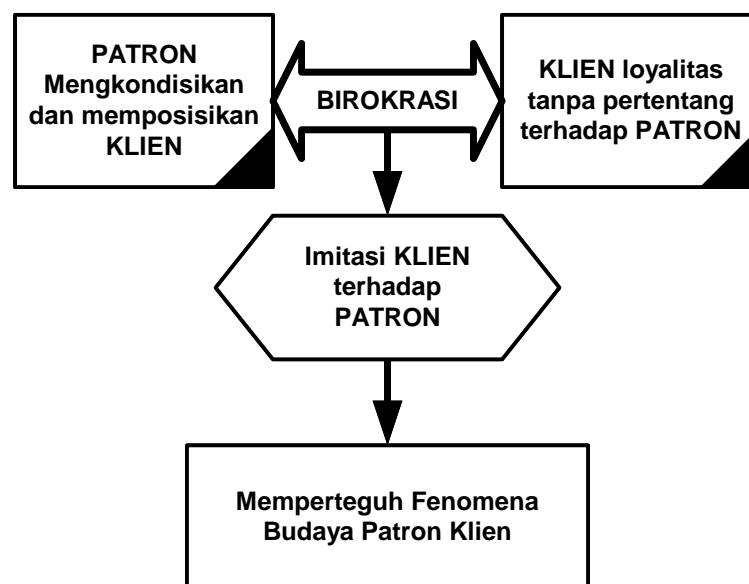 PATRON
Mengkondisikan
dan memposisikan
KLIEN
BIROKRASI
KLIEN loyalitas
tanpa pertentang
terhadap PATRON
Imitasi KLIEN
terhadap
PATRON
Memperteguh Fenomena
Budaya Patron Klien